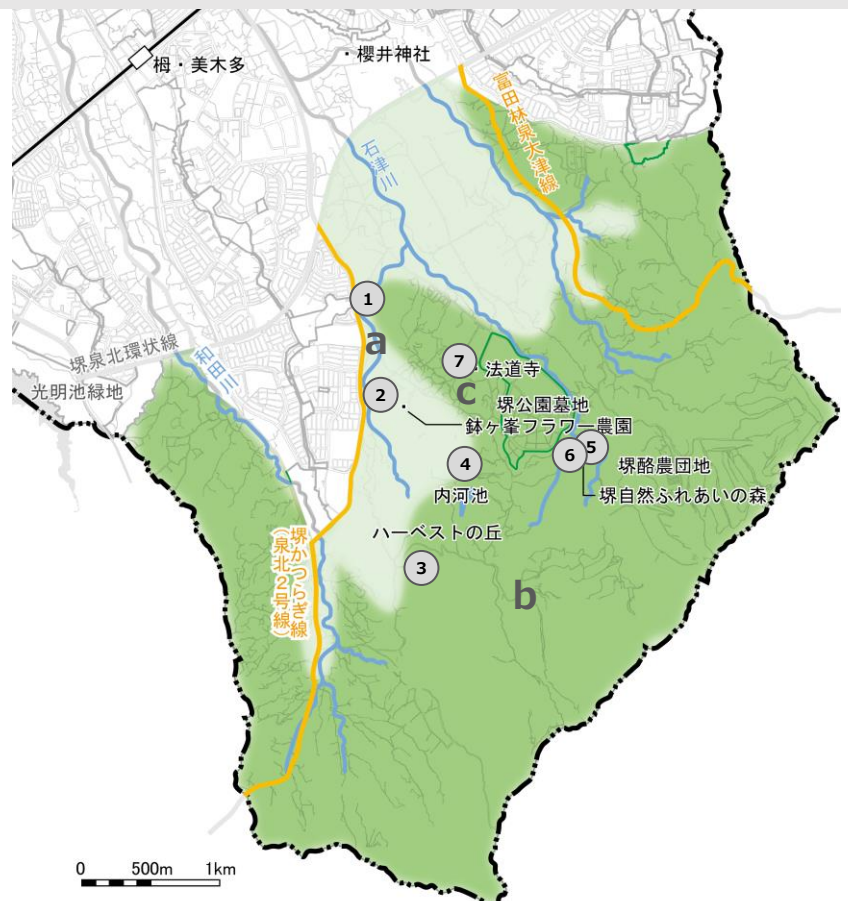 ・櫻井神社
栂・美木多
富田林泉大津線
石津川
1
a
堺泉北環状線
和田川
光明池緑地
7
法道寺
c
2
堺公園墓地
鉢ヶ峯フラワー農園
5
6
4
堺酪農団地
内河池
堺自然ふれあいの森
ハーベストの丘
3
b
堺かつらぎ線
(泉北2号線)
0 500m 1km